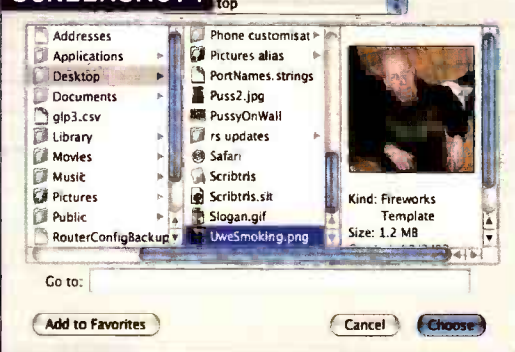 top
Addresses
Applications
Desktop
Documents
glp3.csv
Library
Movies
Music
Pictures
Public
RouterConfigBackup
Phone customisat
Pictures alias
PortNames.strings
Puss2.jpg
PussyOnWall
rs updates
Safari
Scribtris
Scribtris.sit
Slogan.gif
UweSmoking.png
Kind: Fireworks
Template
Size: 1.2 MB
Go to:
Add to Favorites
Cancel
Choose